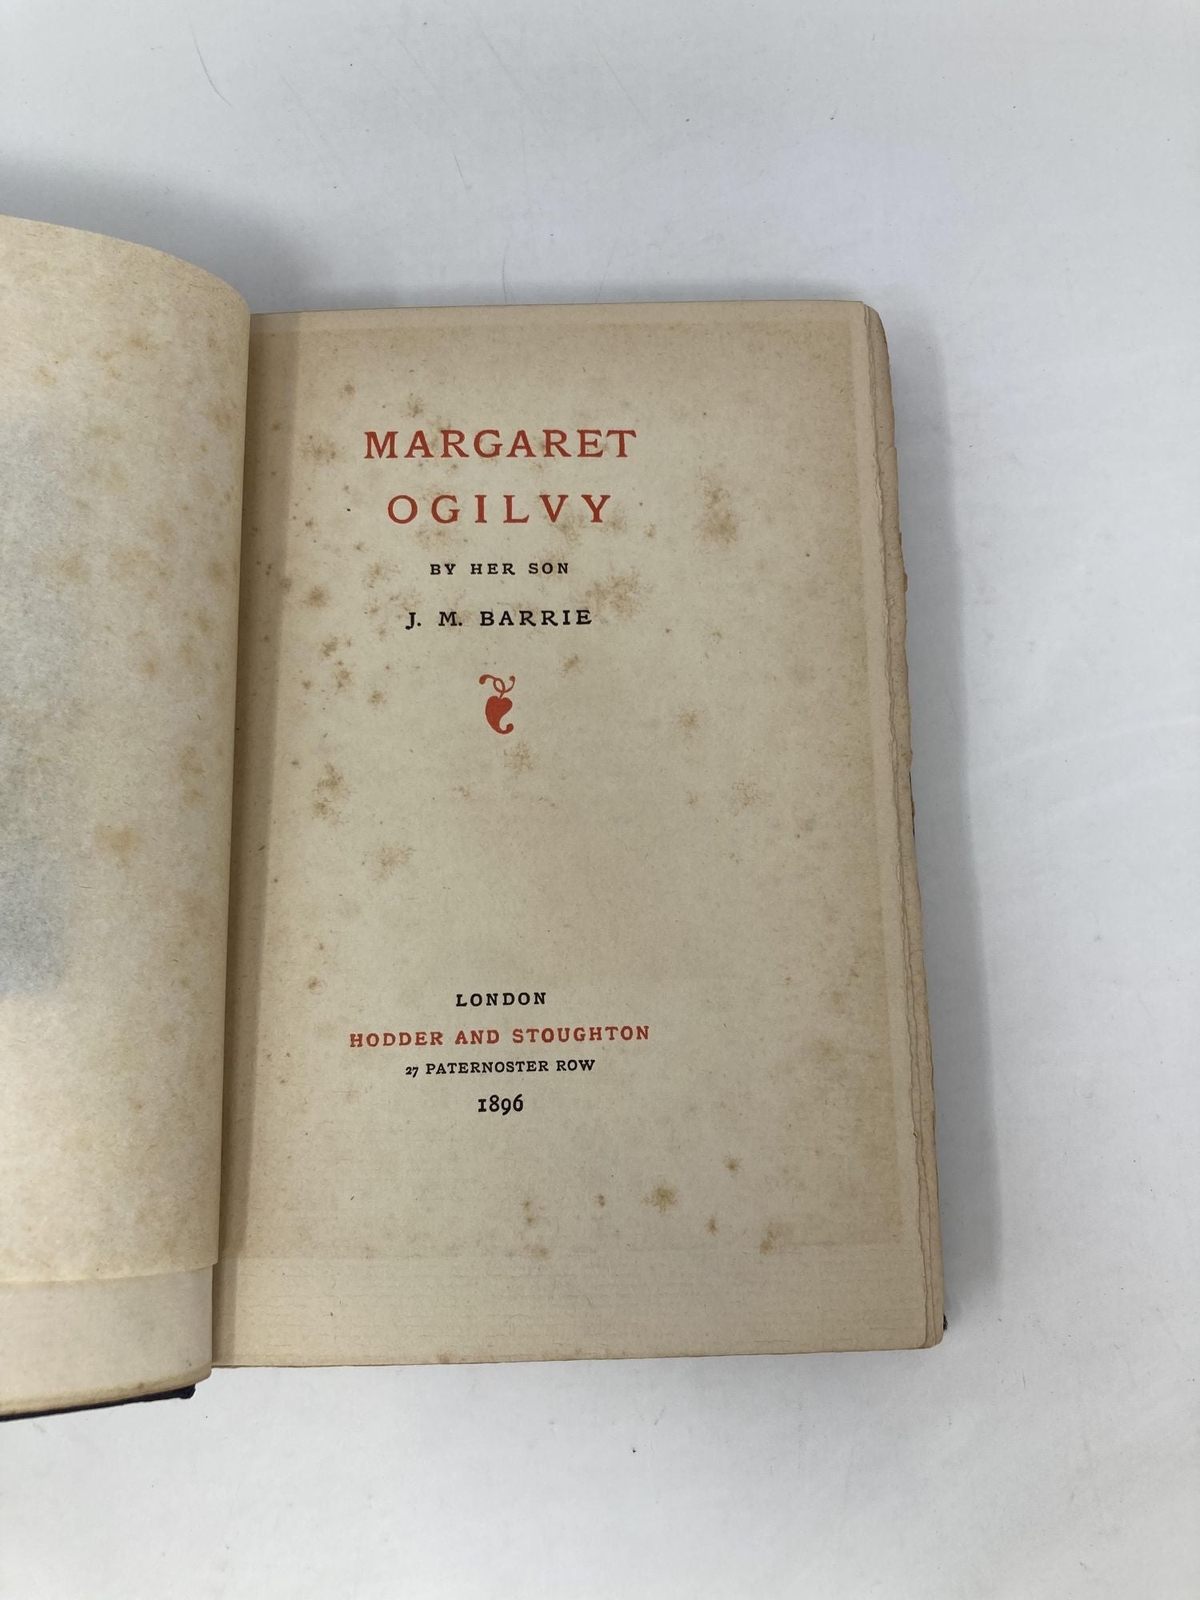 MARGARET
OGILVY
BY HER SON
J. M. BARRIE
LONDON
HODDER AND STOUGHTON
27 PATERNOSTER ROW
1896